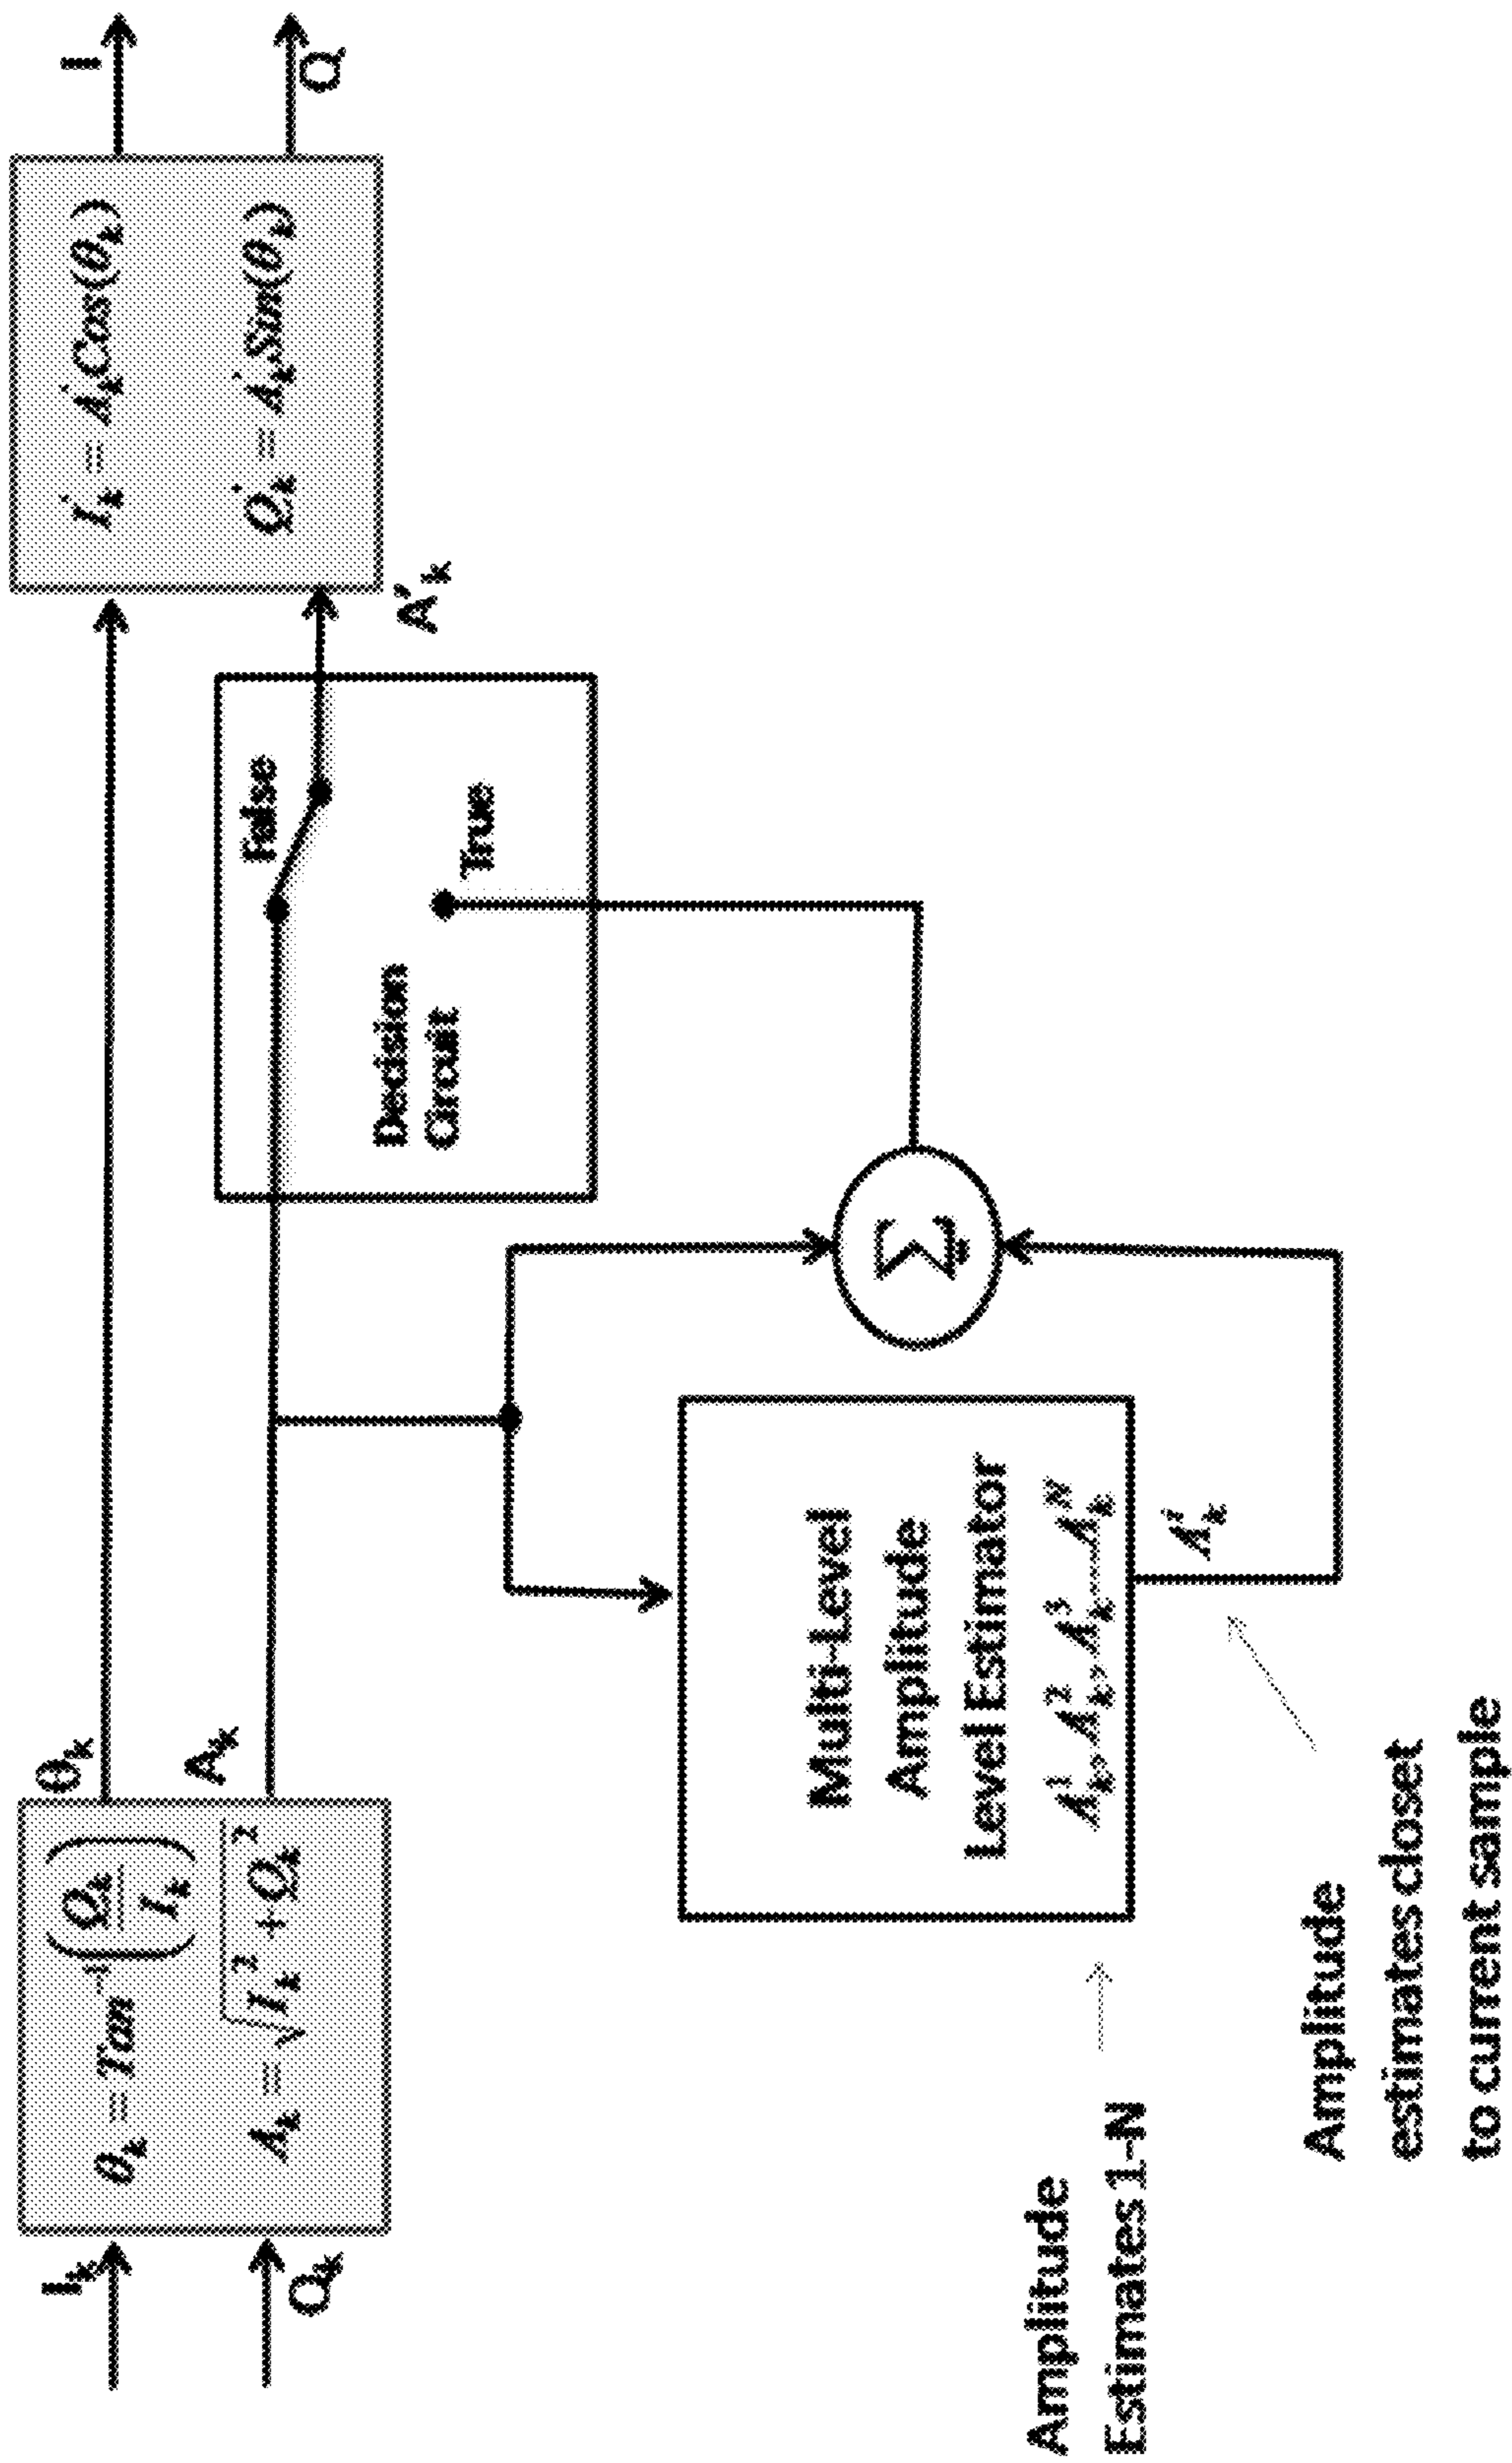 I_k
Q_k
θ_k = Tan⁻¹(Q_k / I_k)
A_k = √(I_k² + Q_k²)
θ_k
A_k
Decision
Circuit
False
True
A'_k
I'_k = A'_k Cos(θ_k)
Q'_k = A'_k Sin(θ_k)
I
Q
Σ
-
Multi-Level
Amplitude
Level Estimator
A_k¹, A_k², A_k³ ... A_k^N
A_k^i
Amplitude
Estimates 1-N
Amplitude
estimates closet
to current sample